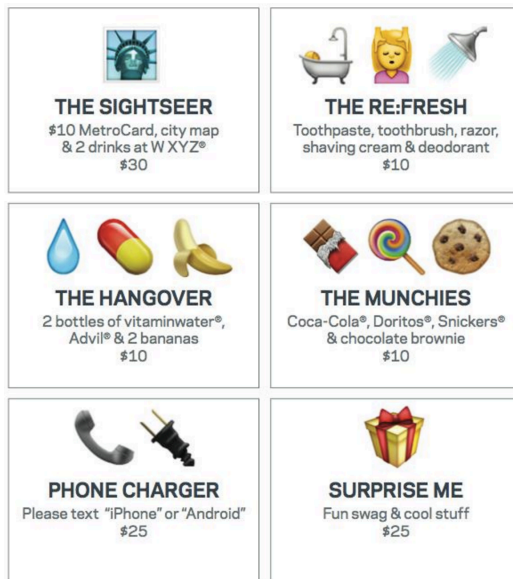 THE SIGHTSEER
$10 MetroCard, city map
& 2 drinks at W XYZ®
$30
THE RE:FRESH
Toothpaste, toothbrush, razor,
shaving cream & deodorant
$10
THE HANGOVER
2 bottles of vitaminwater®,
Advil® & 2 bananas
$10
THE MUNCHIES
Coca-Cola®, Doritos®, Snickers®
& chocolate brownie
$10
PHONE CHARGER
Please text "iPhone" or "Android"
$25
SURPRISE ME
Fun swag & cool stuff
$25